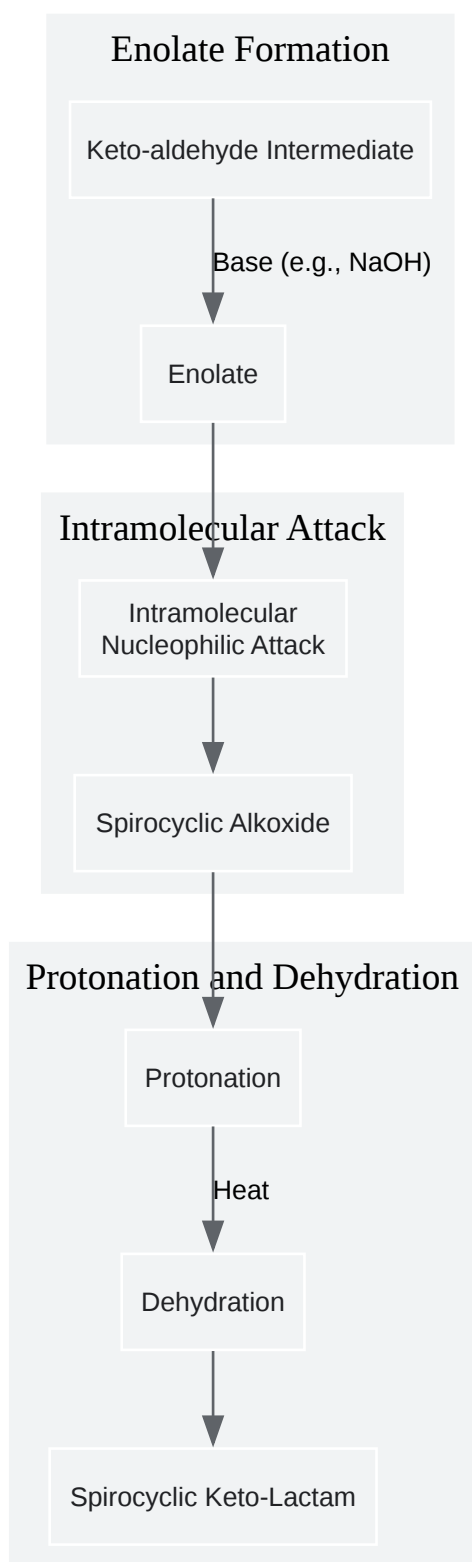 Enolate Formation
Keto-aldehyde Intermediate
Base (e.g., NaOH)
Enolate
Intramolecular Attack
Intramolecular
Nucleophilic Attack
Spirocyclic Alkoxide
Protonation and Dehydration
Protonation
Heat
Dehydration
Spirocyclic Keto-Lactam